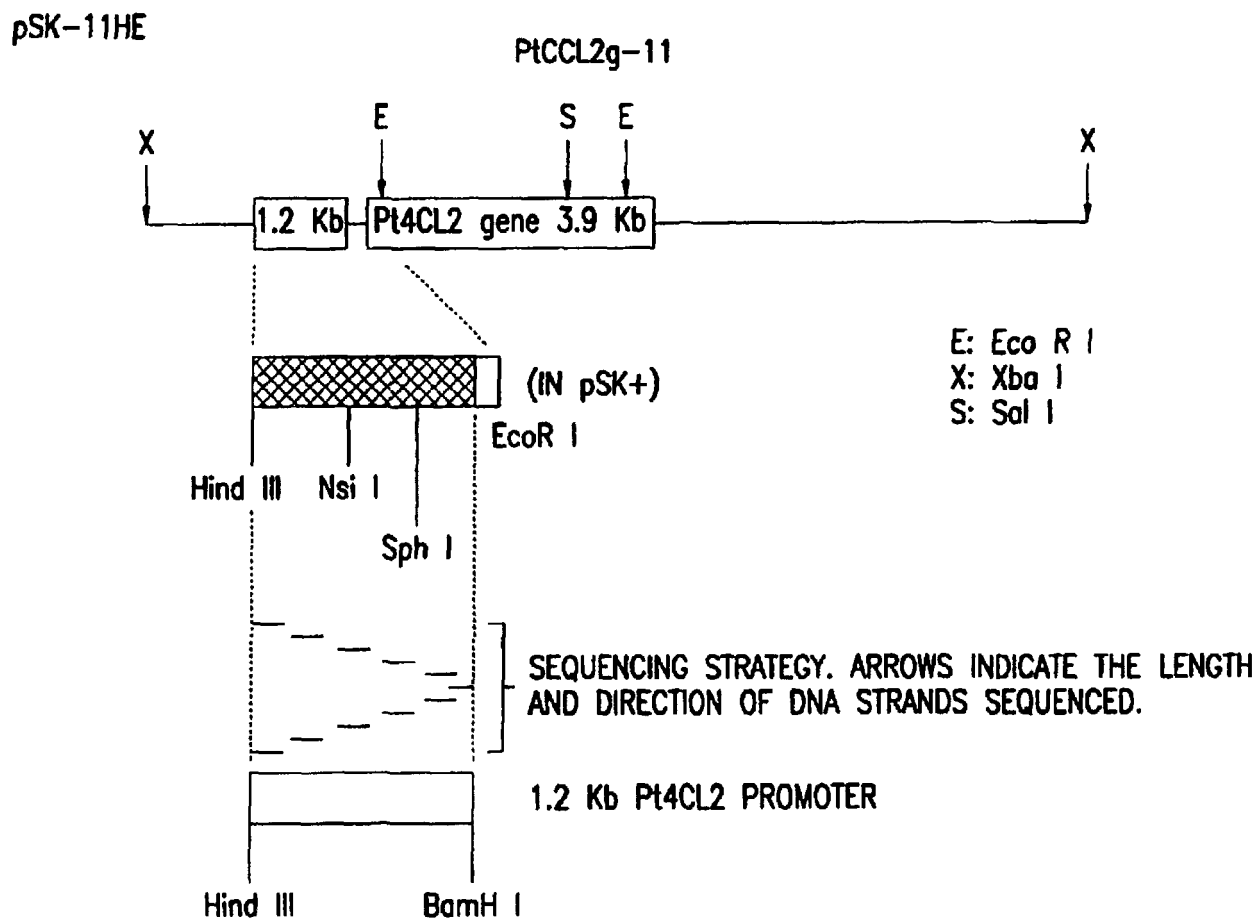 pSK-11HE
PtCCL2g-11
E S E
X X
1.2 Kb Pt4CL2 gene 3.9 Kb
E: Eco R I
X: Xba I
S: Sal I
(IN pSK+)
EcoR I
Hind III Nsi I
Sph I
SEQUENCING STRATEGY. ARROWS INDICATE THE LENGTH
AND DIRECTION OF DNA STRANDS SEQUENCED.
1.2 Kb Pt4CL2 PROMOTER
Hind III BamH I